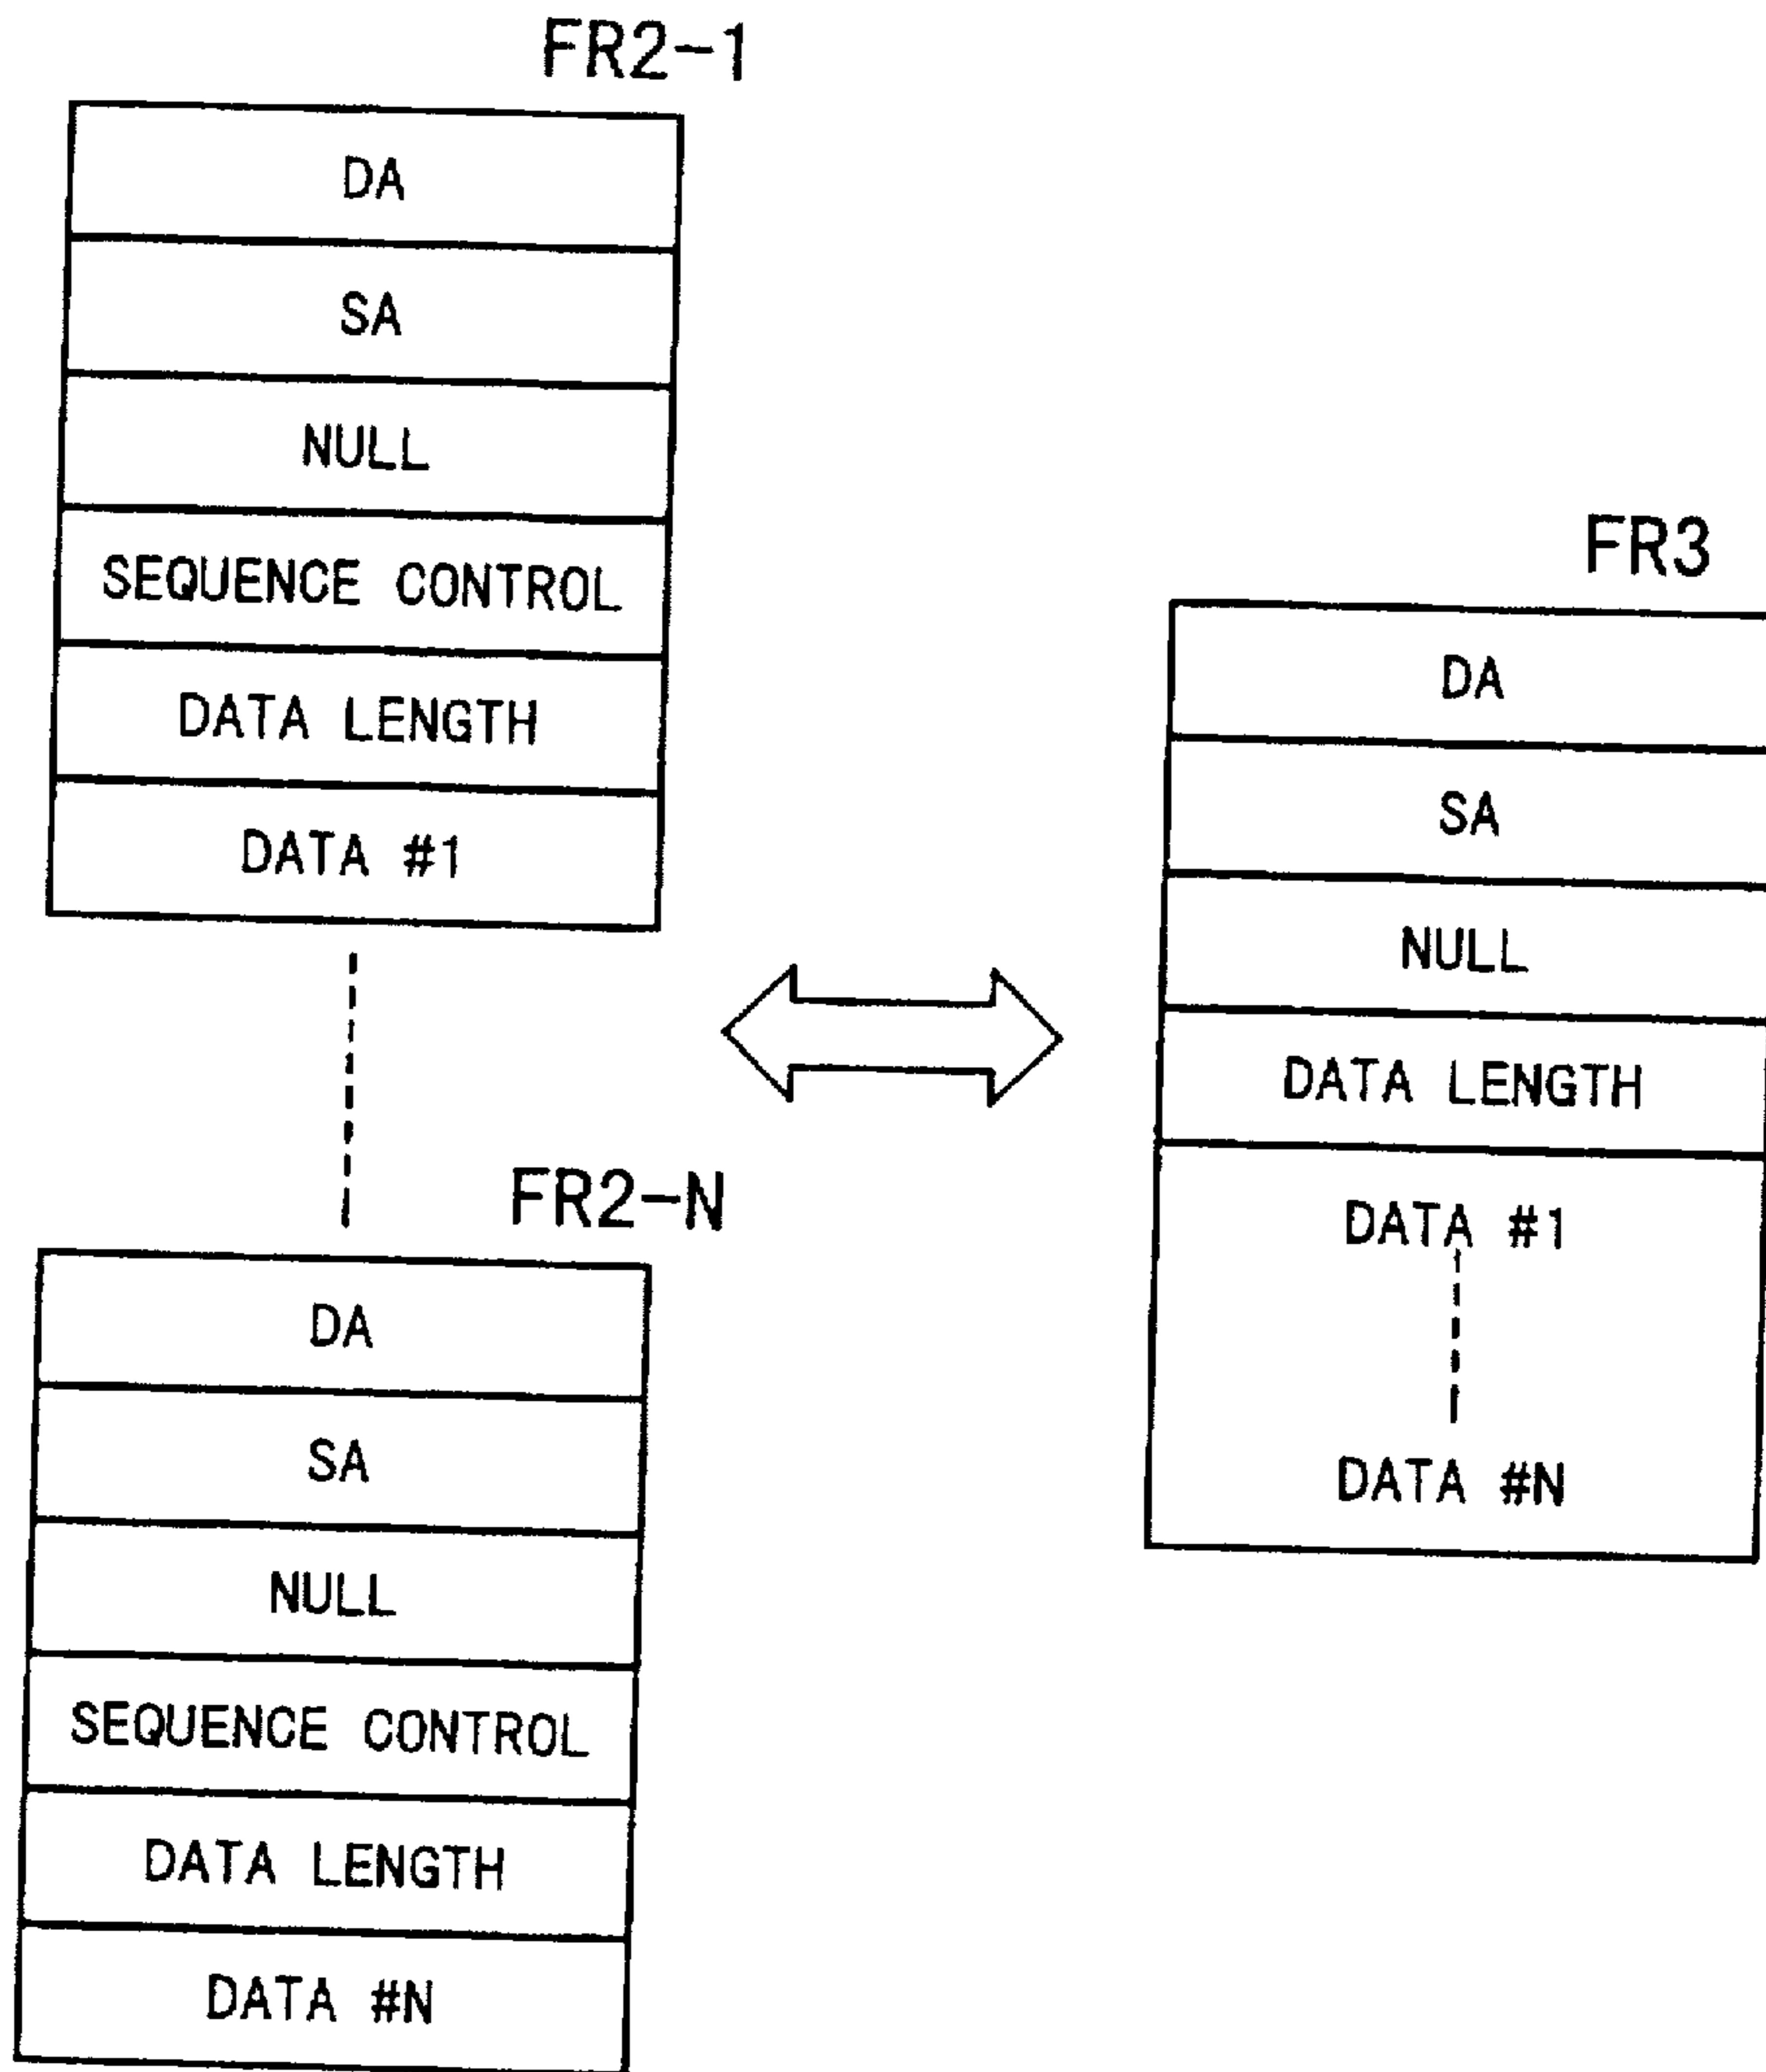 FR2-1
DA
SA
NULL
SEQUENCE CONTROL
DATA LENGTH
DATA #1
FR2-N
DA
SA
NULL
SEQUENCE CONTROL
DATA LENGTH
DATA #N
FR3
DA
SA
NULL
DATA LENGTH
DATA #1
DATA #N